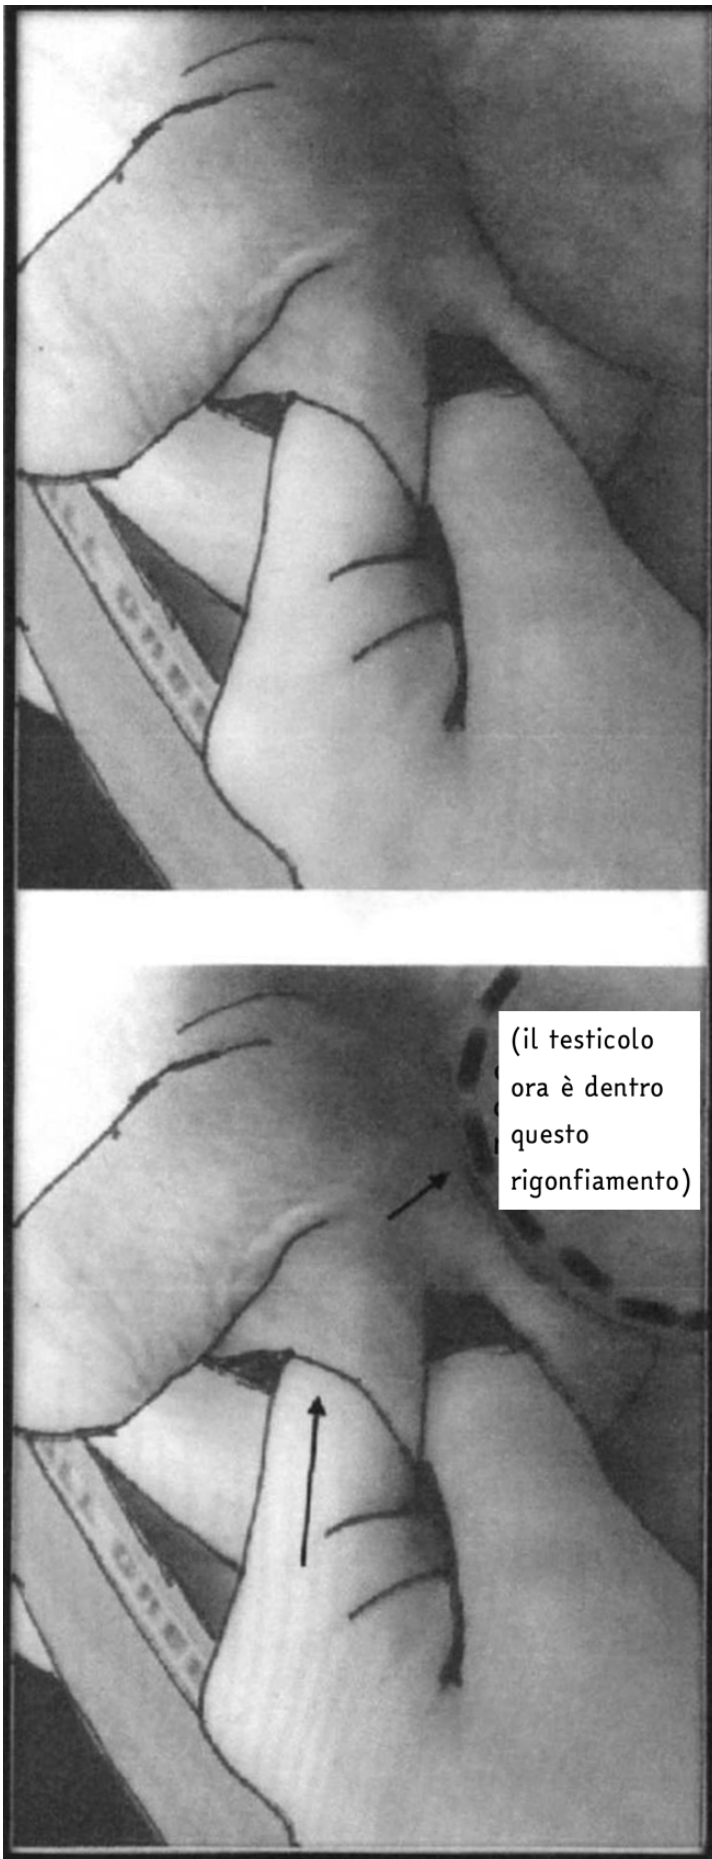 (il testicolo
ora è dentro
questo
rigonfiamento)